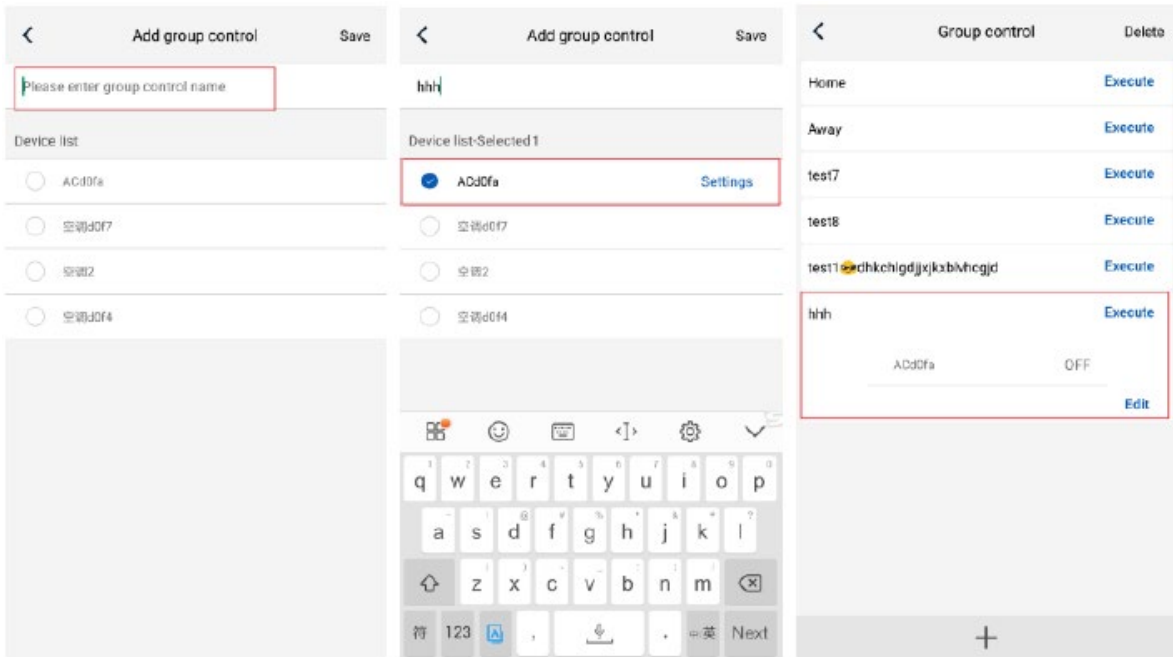 Add group control
Save
Please enter group control name
Device list
ACd0fa
空调d0f7
空调2
空调d0f4
Add group control
Save
hhh
Device list-Selected 1
ACd0fa
Settings
空调d0f7
空调2
空调d0f4
q w e r t y u i o p
a s d f g h j k l
z x c v b n m
符 123 , . 中英 Next
Group control
Delete
Home
Execute
Away
Execute
test7
Execute
test8
Execute
Execute
hhh
Execute
ACd0fa
OFF
Edit